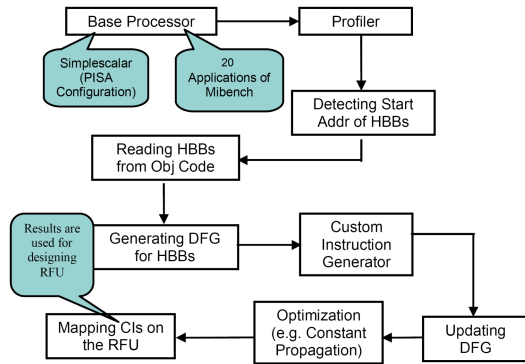 Base Processor
Profiler
Simplescalar
(PISA
Configuration)
20
Applications of
Mibench
Detecting Start
Addr of HBBs
Reading HBBs
from Obj Code
Results are
used for
designing
RFU
Generating DFG
for HBBs
Custom
Instruction
Generator
Mapping CIs on
the RFU
Optimization
(e.g. Constant
Propagation)
Updating
DFG